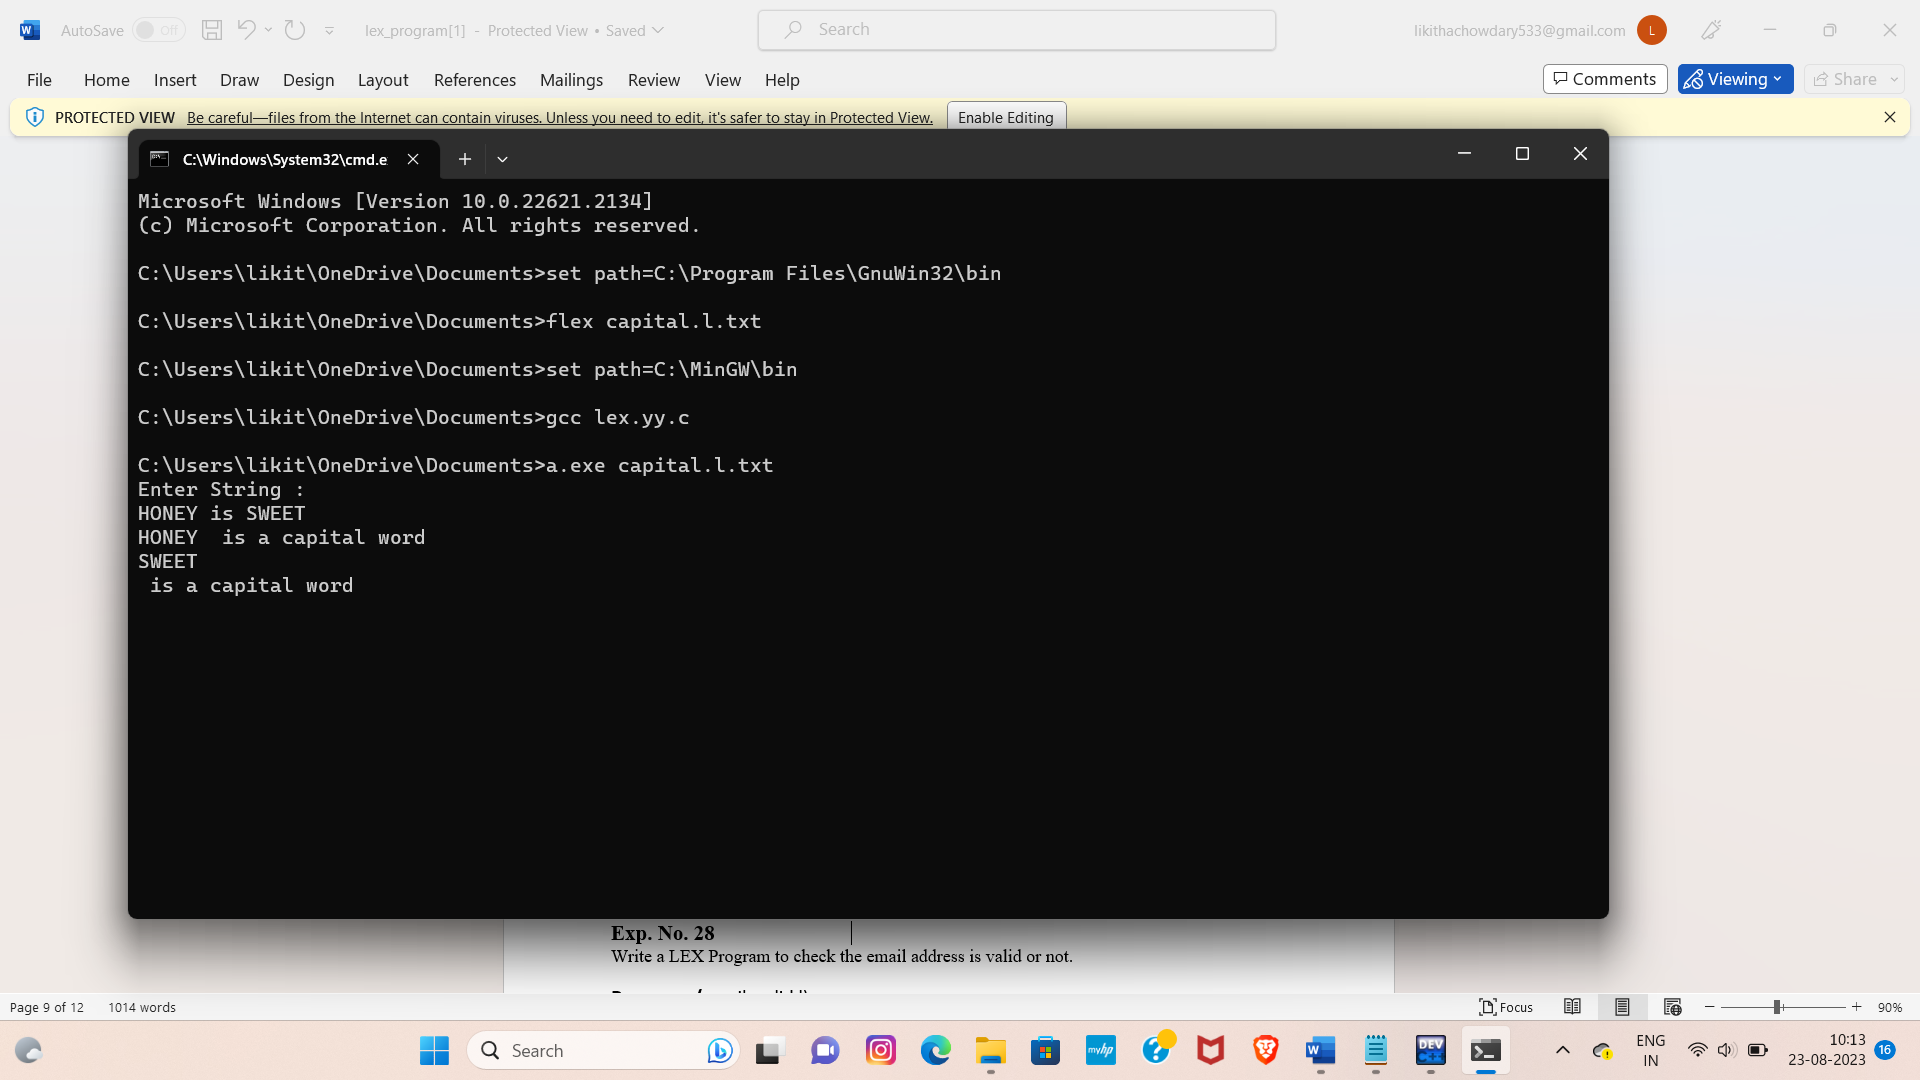 AutoSave Off lex_program[1] - Protected View • Saved Search likithachowdary533@gmail.com L
File Home Insert Draw Design Layout References Mailings Review View Help Comments Viewing Share
PROTECTED VIEW Be careful—files from the Internet can contain viruses. Unless you need to edit, it's safer to stay in Protected View. Enable Editing
C:\Windows\System32\cmd.e
Microsoft Windows [Version 10.0.22621.2134]
(c) Microsoft Corporation. All rights reserved.
C:\Users\likit\OneDrive\Documents>set path=C:\Program Files\GnuWin32\bin
C:\Users\likit\OneDrive\Documents>flex capital.l.txt
C:\Users\likit\OneDrive\Documents>set path=C:\MinGW\bin
C:\Users\likit\OneDrive\Documents>gcc lex.yy.c
C:\Users\likit\OneDrive\Documents>a.exe capital.l.txt
Enter String :
HONEY is SWEET
HONEY  is a capital word
SWEET
 is a capital word
Exp. No. 28
Write a LEX Program to check the email address is valid or not.
Page 9 of 12 1014 words Focus 90%
Search myhp W DEV C++ ENG IN 10:13 16
23-08-2023